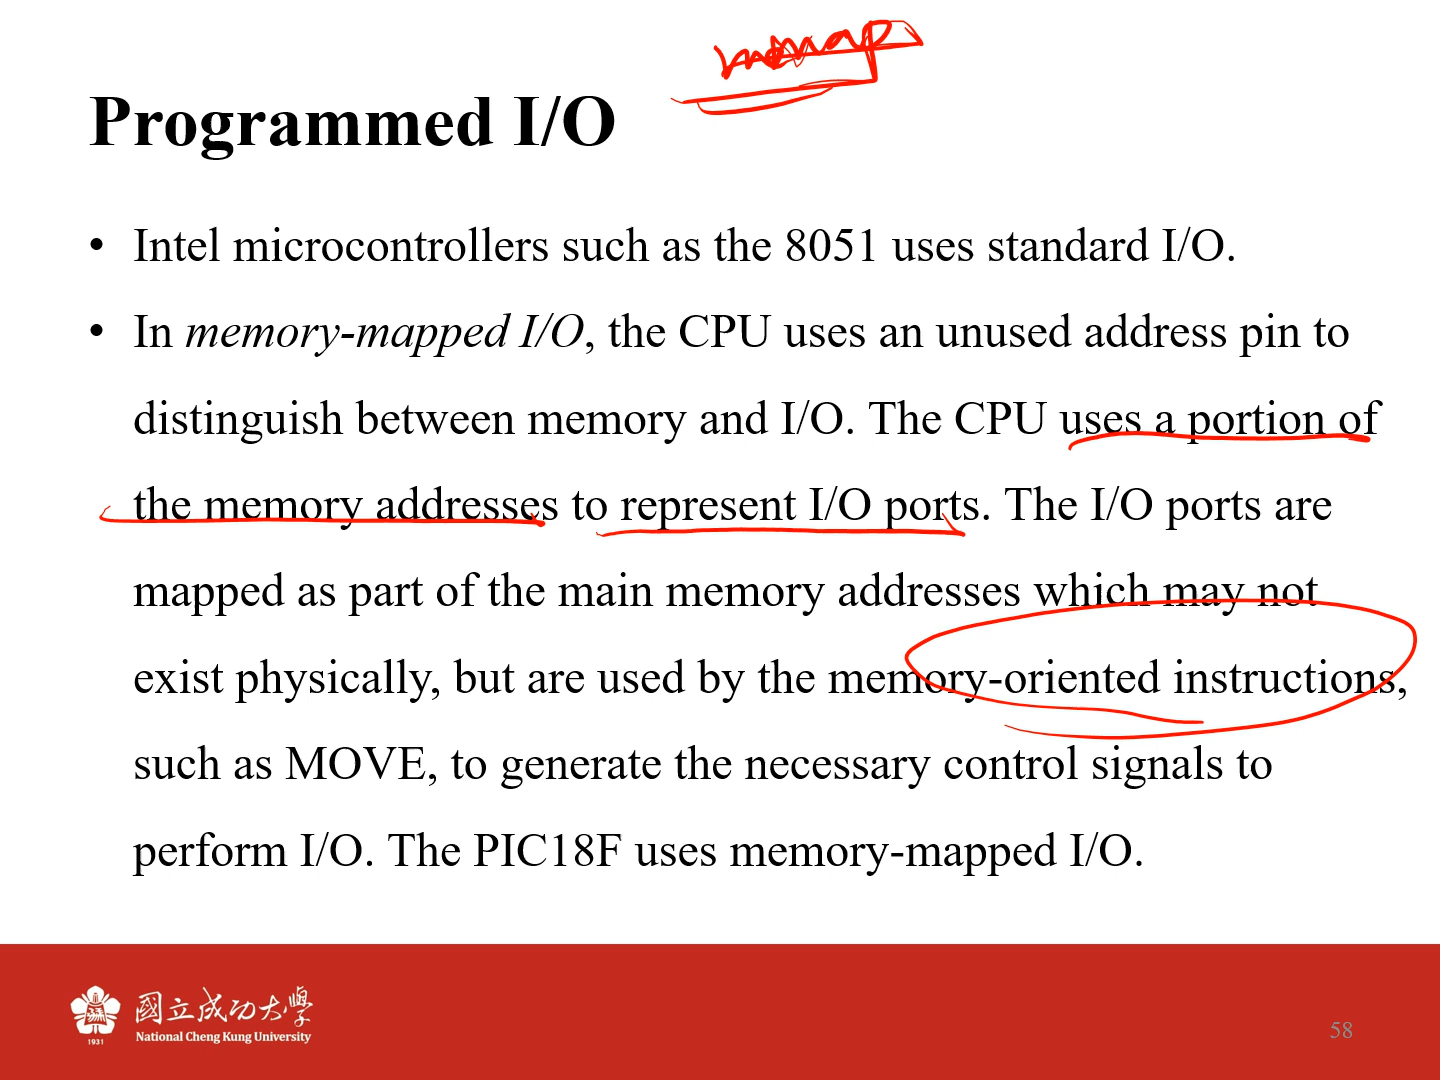 Programmed I/O
• Intel microcontrollers such as the 8051 uses standard I/O.
• In memory-mapped I/O, the CPU uses an unused address pin to
distinguish between memory and I/O. The CPU uses a portion of
the memory addresses to represent I/O ports. The I/O ports are
mapped as part of the main memory addresses which may not
exist physically, but are used by the memory-oriented instructions,
such as MOVE, to generate the necessary control signals to
perform I/O. The PIC18F uses memory-mapped I/O.
國立成功大學
National Cheng Kung University
1931
58